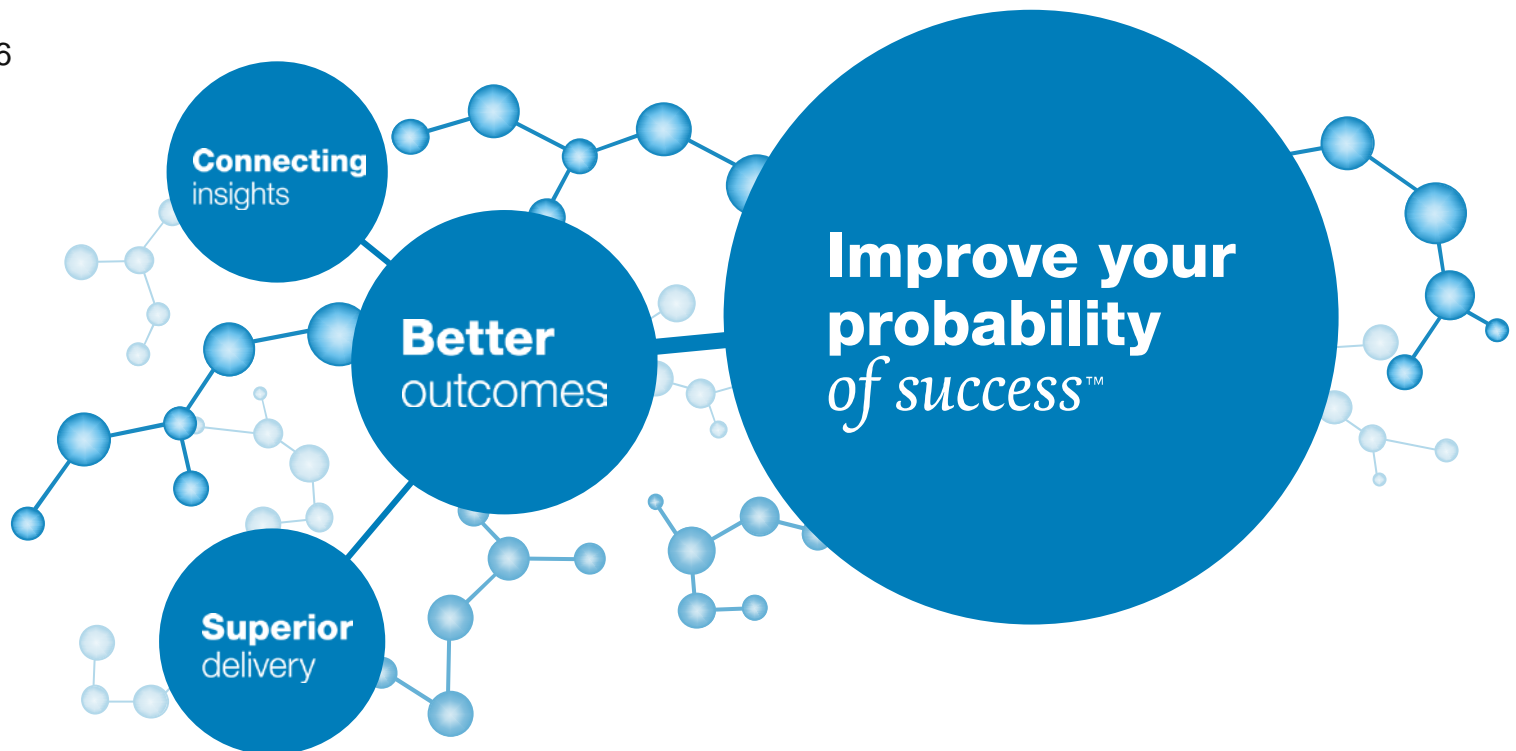 6
Connecting
insights
Better
outcomes
Superior
delivery
Improve your
probability
of success™